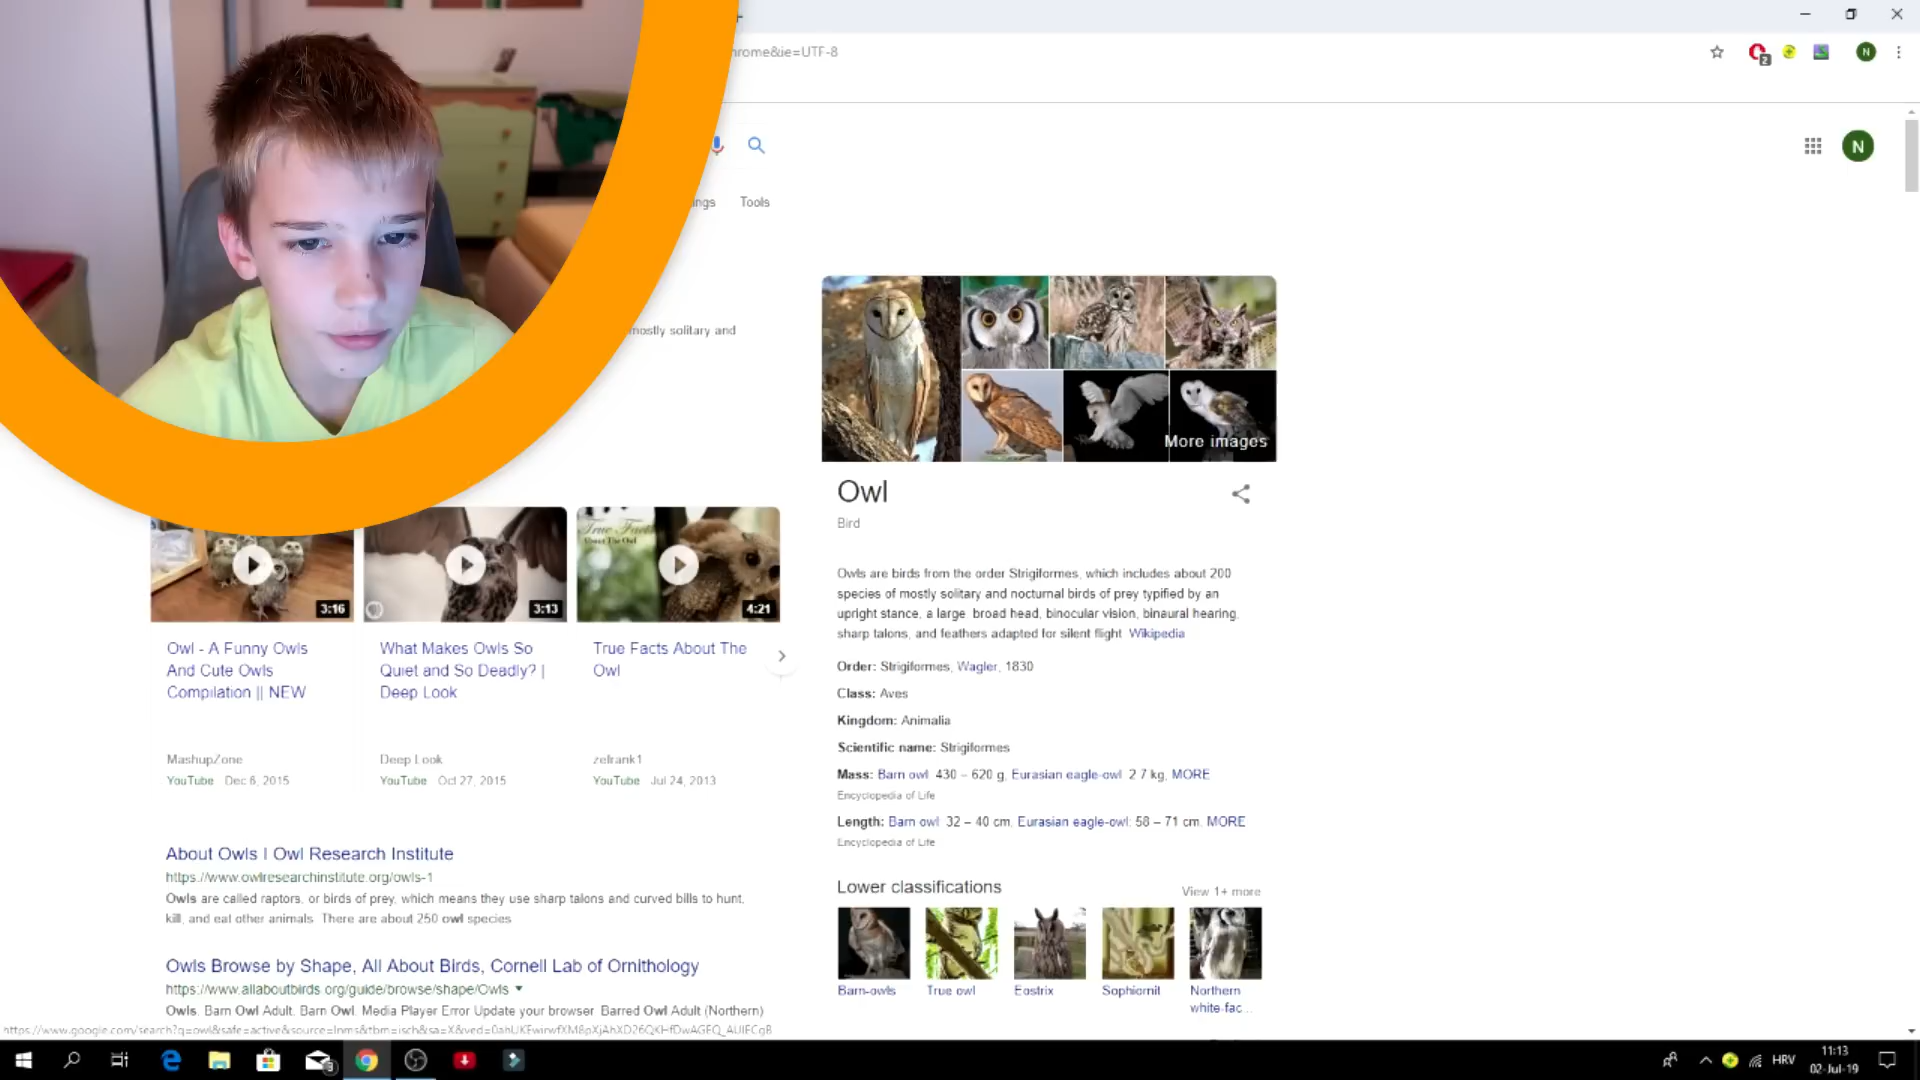 rome&ie=UTF-8
2
N
N
ngs Tools
mostly solitary and
More images
Owl
Bird
Owls are birds from the order Strigiformes, which includes about 200
species of mostly solitary and nocturnal birds of prey typified by an
upright stance, a large broad head, binocular vision, binaural hearing,
sharp talons, and feathers adapted for silent flight Wikipedia
Order: Strigiformes, Wagler, 1830
Class: Aves
Kingdom: Animalia
Scientific name: Strigiformes
Mass: Barn owl 430 – 620 g, Eurasian eagle-owl 2 7 kg, MORE
Encyclopedia of Life
Length: Barn owl 32 – 40 cm, Eurasian eagle-owl: 58 – 71 cm, MORE
Encyclopedia of Life
Lower classifications
View 1+ more
Barn-owls
True owl
Eostrix
Sophiornit
Northern
white-fac...
3:16
3:13
True Facts
About The Owl
4:21
Owl - A Funny Owls
And Cute Owls
Compilation || NEW
MashupZone
YouTube Dec 6, 2015
What Makes Owls So
Quiet and So Deadly? |
Deep Look
Deep Look
YouTube Oct 27, 2015
True Facts About The
Owl
zefrank1
YouTube Jul 24, 2013
About Owls | Owl Research Institute
https://www.owlresearchinstitute.org/owls-1
Owls are called raptors, or birds of prey, which means they use sharp talons and curved bills to hunt,
kill, and eat other animals There are about 250 owl species
Owls Browse by Shape, All About Birds, Cornell Lab of Ornithology
https://www.allaboutbirds.org/guide/browse/shape/Owls
Owls. Barn Owl Adult. Barn Owl. Media Player Error Update your browser Barred Owl Adult (Northern)
3
HRV
11:13
02-Jul-19